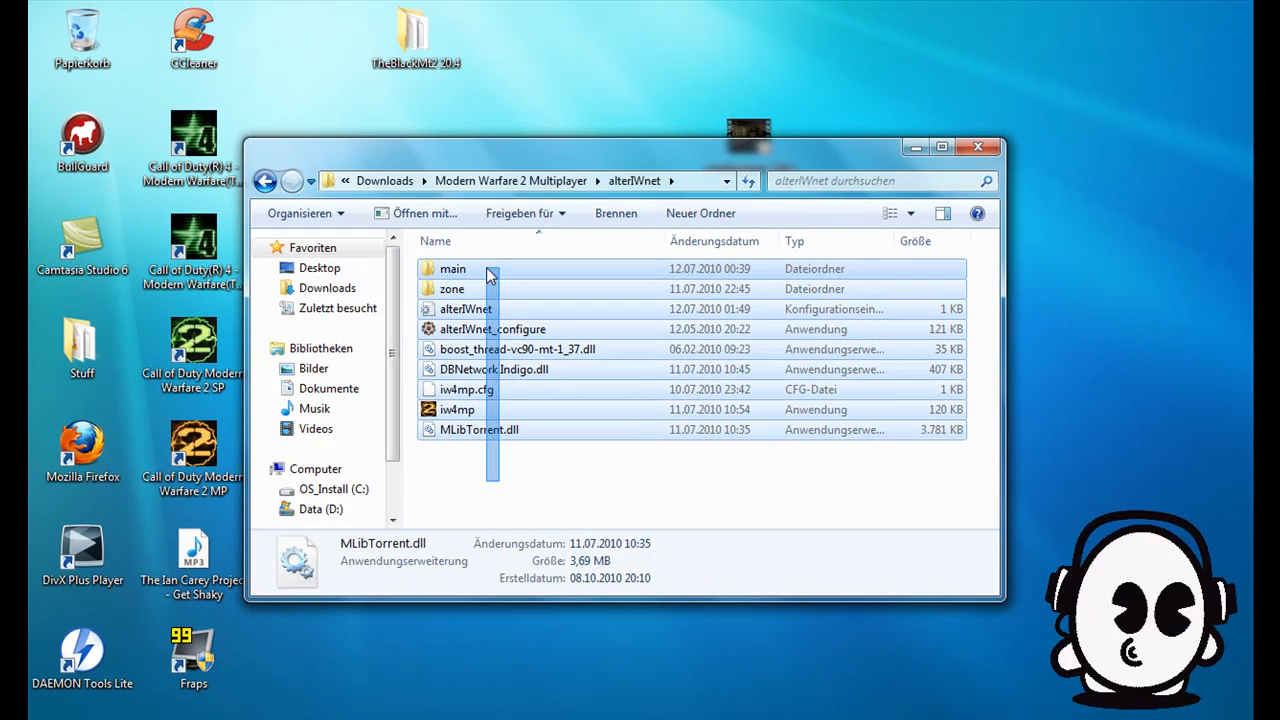 Papierkorb
CCleaner
TheBlackMf2 20.4
BullGuard
Call of Duty(R) 4 -
Modern Warfare(T...
Camtasia Studio 6
Call of Duty(R) 4 -
Modern Warfare(T...
Stuff
Call of Duty Modern
Warfare 2 SP
Mozilla Firefox
Call of Duty Modern
Warfare 2 MP
DivX Plus Player
MP3
The Ian Carey Projec
- Get Shaky
DAEMON Tools Lite
99
Fraps
« Downloads Modern Warfare 2 Multiplayer alterIWnet
alterIWnet durchsuchen
Organisieren Öffnen mit... Freigeben für Brennen Neuer Ordner
Favoriten
Desktop
Downloads
Zuletzt besucht
Bibliotheken
Bilder
Dokumente
Musik
Videos
Computer
OS_Install (C:)
Data (D:)
Name Änderungsdatum Typ Größe
main 12.07.2010 00:39 Dateiordner
zone 11.07.2010 22:45 Dateiordner
alterIWnet 12.07.2010 01:49 Konfigurationsein... 1 KB
alterIWnet_configure 12.05.2010 20:22 Anwendung 121 KB
boost_thread-vc90-mt-1_37.dll 06.02.2010 09:23 Anwendungserwe... 35 KB
DBNetwork.Indigo.dll 11.07.2010 10:45 Anwendungserwe... 407 KB
iw4mp.cfg 10.07.2010 23:42 CFG-Datei 1 KB
iw4mp 11.07.2010 10:54 Anwendung 120 KB
MLibTorrent.dll 11.07.2010 10:35 Anwendungserwe... 3.781 KB
MLibTorrent.dll Änderungsdatum: 11.07.2010 10:35
Anwendungserweiterung Größe: 3,69 MB
Erstelldatum: 08.10.2010 20:10